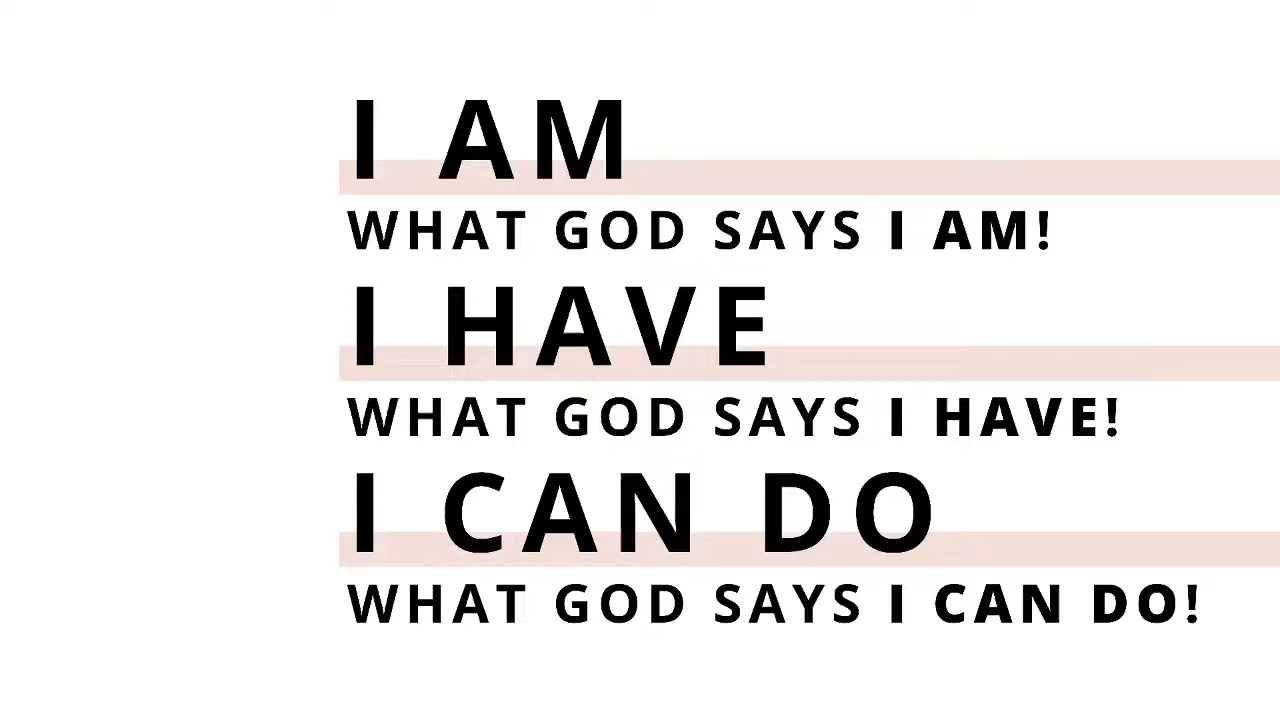 I AM
WHAT GOD SAYS I AM!
I HAVE
WHAT GOD SAYS I HAVE!
I CAN DO
WHAT GOD SAYS I CAN DO!